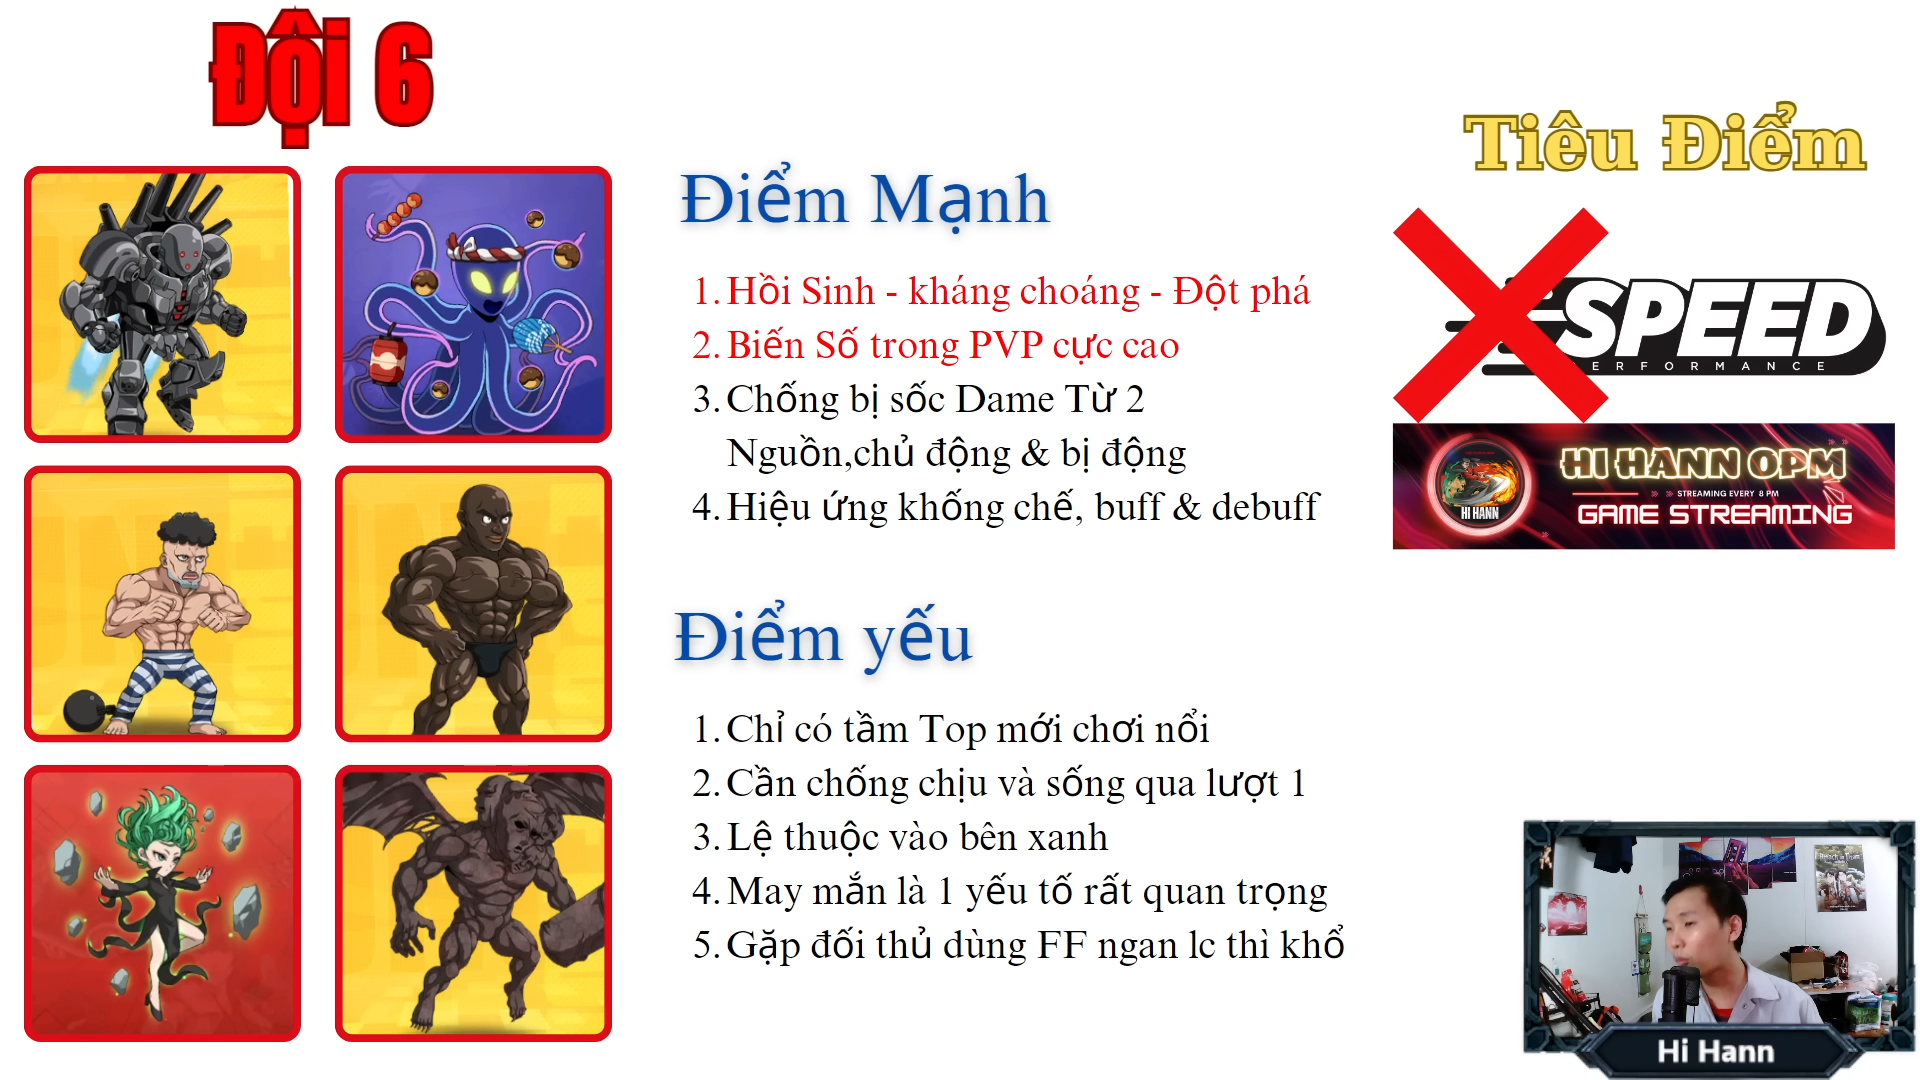 Đội 6
Tiêu Điểm
Điểm Mạnh
1. Hồi Sinh - kháng choáng - Đột phá
2. Biến Số trong PVP cực cao
3. Chống bị sốc Dame Từ 2
Nguồn,chủ động & bị động
4. Hiệu ứng khống chế, buff & debuff
SPEED
ERFORMANCE
HI HANN OPM
STREAMING EVERY 8 PM
GAME STREAMING
HI HANN
Điểm yếu
1. Chỉ có tầm Top mới chơi nổi
2. Cần chống chịu và sống qua lượt 1
3. Lệ thuộc vào bên xanh
4. May mắn là 1 yếu tố rất quan trọng
5. Gặp đối thủ dùng FF ngan lc thì khổ
Hi Hann